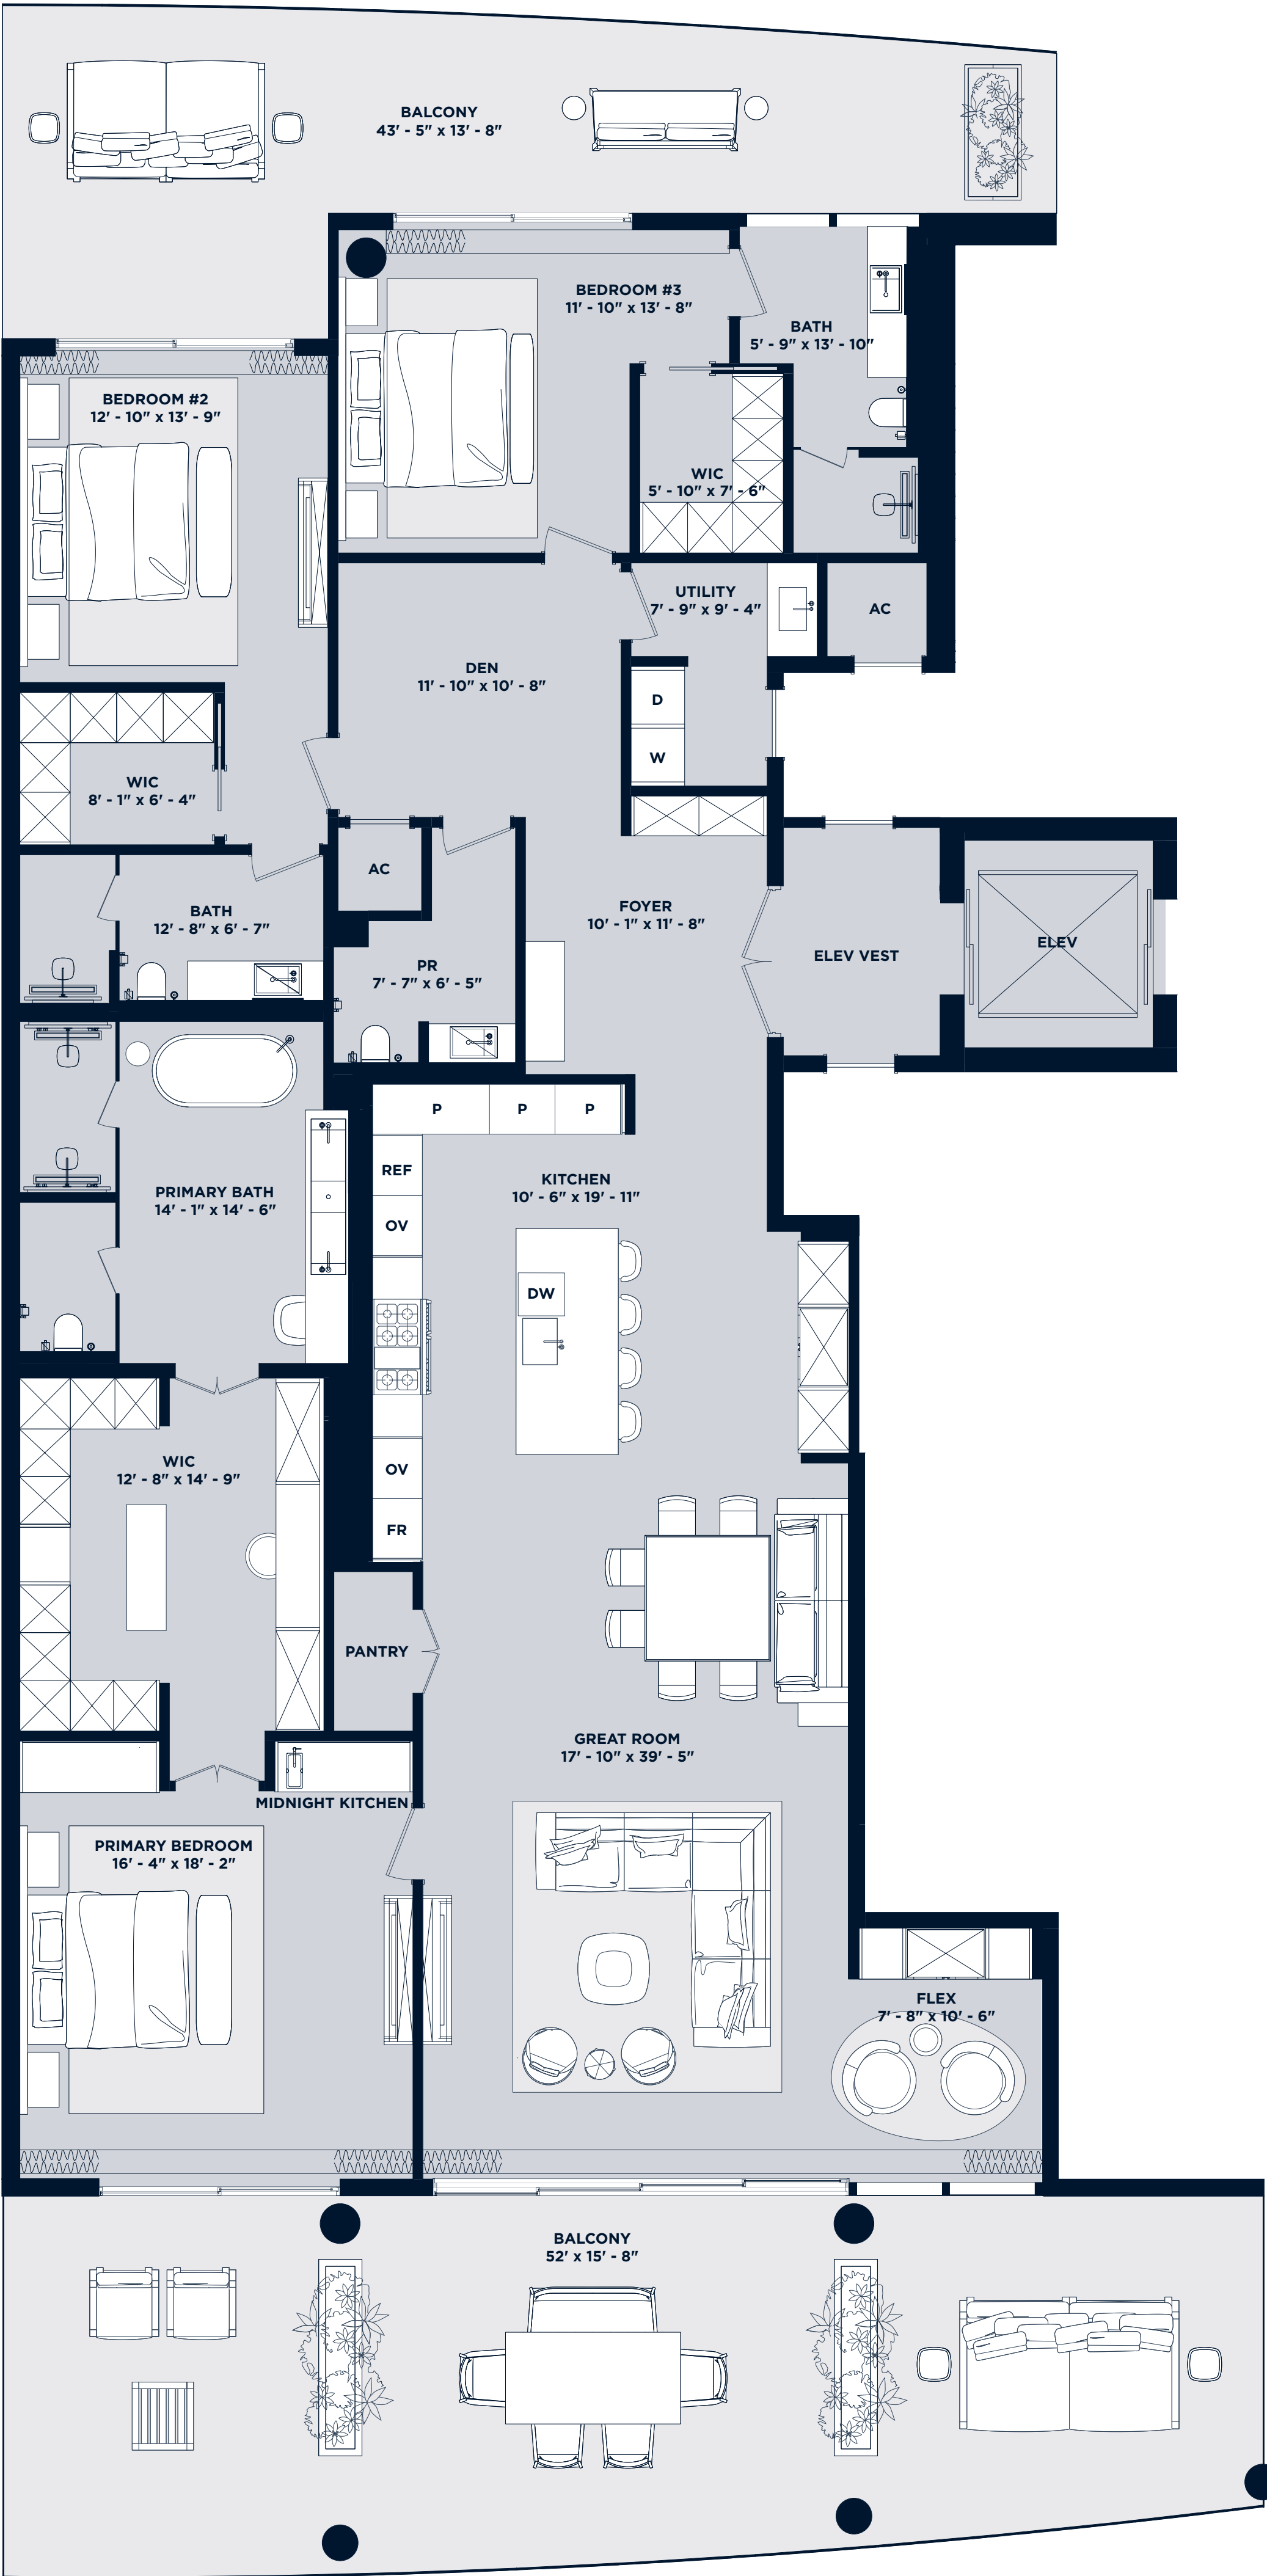 BALCONY
43' - 5" x 13' - 8"
BEDROOM #3
11' - 10" x 13' - 8"
BATH
5' - 9" x 13' - 10"
BEDROOM #2
12' - 10" x 13' - 9"
WIC
5' - 10" x 7' - 6"
UTILITY
7' - 9" x 9' - 4"
AC
DEN
11' - 10" x 10' - 8"
D
W
WIC
8' - 1" x 6' - 4"
AC
BATH
12' - 8" x 6' - 7"
FOYER
10' - 1" x 11' - 8"
ELEV VEST
ELEV
PR
7' - 7" x 6' - 5"
P
P
P
REF
KITCHEN
10' - 6" x 19' - 11"
PRIMARY BATH
14' - 1" x 14' - 6"
OV
DW
WIC
12' - 8" x 14' - 9"
OV
FR
PANTRY
GREAT ROOM
17' - 10" x 39' - 5"
MIDNIGHT KITCHEN
PRIMARY BEDROOM
16' - 4" x 18' - 2"
FLEX
7' - 8" x 10' - 6"
BALCONY
52' x 15' - 8"